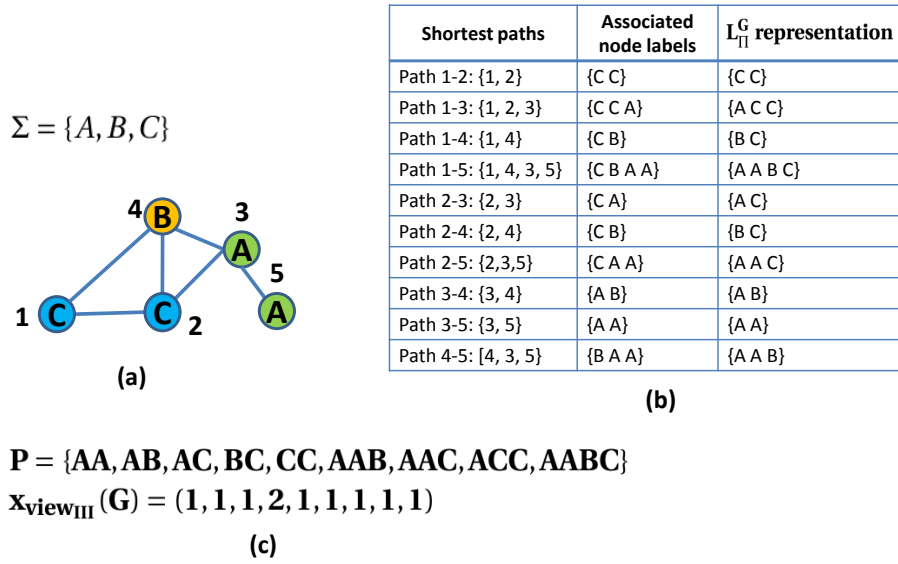 Σ = {A, B, C}
4 B 3
A
5
1 C C 2 A
(a)
Shortest paths | Associated node labels | L_Π^G representation
Path 1-2: {1, 2} | {C C} | {C C}
Path 1-3: {1, 2, 3} | {C C A} | {A C C}
Path 1-4: {1, 4} | {C B} | {B C}
Path 1-5: {1, 4, 3, 5} | {C B A A} | {A A B C}
Path 2-3: {2, 3} | {C A} | {A C}
Path 2-4: {2, 4} | {C B} | {B C}
Path 2-5: {2,3,5} | {C A A} | {A A C}
Path 3-4: {3, 4} | {A B} | {A B}
Path 3-5: {3, 5} | {A A} | {A A}
Path 4-5: [4, 3, 5} | {B A A} | {A A B}
(b)
P = {AA, AB, AC, BC, CC, AAB, AAC, ACC, AABC}
x_view_III (G) = (1, 1, 1, 2, 1, 1, 1, 1, 1)
(c)